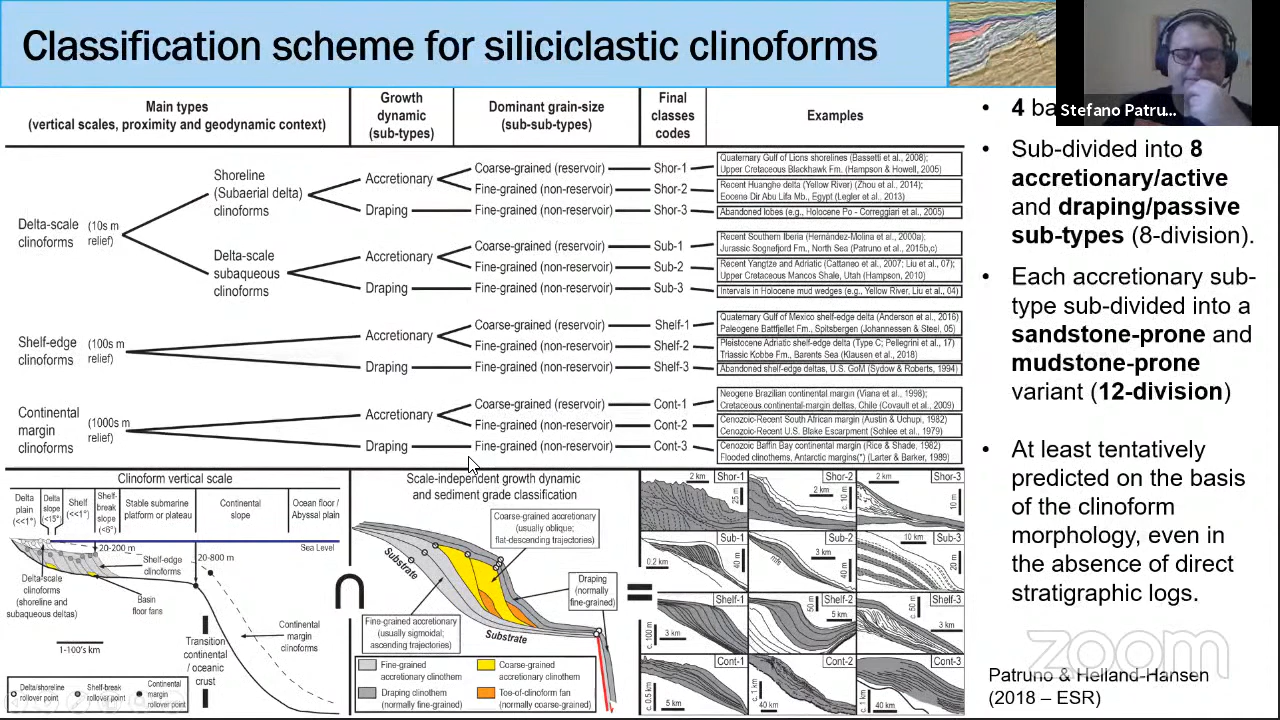 Classification scheme for siliciclastic clinoforms
Stefano Patru...
Main types
(vertical scales, proximity and geodynamic context)
Growth
dynamic
(sub-types)
Dominant grain-size
(sub-sub-types)
Final
classes
codes
Examples
Delta-scale
clinoforms
(10s m
relief)
Shoreline
(Subaerial delta)
clinoforms
Accretionary
Coarse-grained (reservoir)
Shor-1
Quaternary Gulf of Lions shorelines (Bassetti et al., 2008);
Upper Cretaceous Blackhawk Fm. (Hampson & Howell, 2005)
Fine-grained (non-reservoir)
Shor-2
Recent Huanghe delta (Yellow River) (Zhou et al., 2014);
Eocene Dir Abu Lifa Mb., Egypt (Legler et al., 2013)
Draping
Fine-grained (non-reservoir)
Shor-3
Abandoned lobes (e.g., Holocene Po - Correggiari et al., 2005)
Delta-scale
subaqueous
clinoforms
Accretionary
Coarse-grained (reservoir)
Sub-1
Recent Southern Iberia (Hernández-Molina et al., 2000a);
Jurassic Sognefjord Fm., North Sea (Patruno et al., 2015b,c)
Fine-grained (non-reservoir)
Sub-2
Recent Yangtze and Adriatic (Cattaneo et al., 2007; Liu et al., 07);
Upper Cretaceous Mancos Shale, Utah (Hampson, 2010)
Draping
Fine-grained (non-reservoir)
Sub-3
Intervals in Holocene mud wedges (e.g., Yellow River, Liu et al., 04)
Shelf-edge
clinoforms
(100s m
relief)
Accretionary
Coarse-grained (reservoir)
Shelf-1
Quaternary Gulf of Mexico shelf-edge delta (Anderson et al., 2016)
Paleogene Battfjellet Fm., Spitsbergen (Johannessen & Steel, 05)
Fine-grained (non-reservoir)
Shelf-2
Pleistocene Adriatic shelf-edge delta (Type C; Pellegrini et al., 17)
Triassic Kobbe Fm., Barents Sea (Klausen et al., 2018)
Draping
Fine-grained (non-reservoir)
Shelf-3
Abandoned shelf-edge deltas, U.S. GoM (Sydow & Roberts, 1994)
Continental
margin
clinoforms
(1000s m
relief)
Accretionary
Coarse-grained (reservoir)
Cont-1
Neogene Brazilian continental margin (Viana et al., 1998);
Cretaceous continental-margin deltas, Chile (Covault et al., 2009)
Fine-grained (non-reservoir)
Cont-2
Cenozoic-Recent South African margin (Austin & Uchupi, 1982)
Cenozoic-Recent U.S. Blake Escarpment (Schlee et al., 1979)
Draping
Fine-grained (non-reservoir)
Cont-3
Cenozoic Baffin Bay continental margin (Rice & Shade, 1982)
Flooded clinothems, Antarctic margins(*) (Larter & Barker, 1989)
• 4 ba
• Sub-divided into 8
accretionary/active
and draping/passive
sub-types (8-division).
• Each accretionary sub-
type sub-divided into a
sandstone-prone and
mudstone-prone
variant (12-division)
• At least tentatively
predicted on the basis
of the clinoform
morphology, even in
the absence of direct
stratigraphic logs.
zoom
Patruno & Helland-Hansen
(2018 – ESR)
Clinoform vertical scale
Delta
plain
(<<1°)
Delta
slope
(<15°)
Shelf
(<<1°)
Shelf-
break
slope
(<6°)
Stable submarine
platform or plateau
Continental
slope
Ocean floor /
Abyssal plain
Sea Level
20-200 m
20-800 m
Shelf-edge
clinoforms
Delta-scale
clinoforms
(shoreline and
subaqueous deltas)
Basin
floor fans
Continental
margin
clinoforms
Transition
continental
/ oceanic
crust
1-100's km
Delta/shoreline
rollover point
Shelf-break
rollover point
Continental
margin
rollover point
∩
Scale-independent growth dynamic
and sediment grade classification
Coarse-grained accretionary
(usually oblique;
flat-descending trajectories)
Substrate
Draping
(normally
fine-grained)
Fine-grained accretionary
(usually sigmoidal;
ascending trajectories)
Substrate
Fine-grained
accretionary clinothem
Coarse-grained
accretionary clinothem
Draping clinothem
(normally fine-grained)
Toe-of-clinoform fan
(normally coarse-grained)
=
Shor-1
2 km
25 m
Shor-2
2 km
10 m
Shor-3
2 km
10 m
Sub-1
0.2 km
40 m
Sub-2
3 km
40 m
Sub-3
10 km
20 m
Shelf-1
c. 100 m
3 km
Shelf-2
50 m
5 km
Shelf-3
c. 50 m
3 km
Cont-1
c. 0.5 km
5 km
Cont-2
c. 1 km
40 km
Cont-3
c. 1 km
40 km